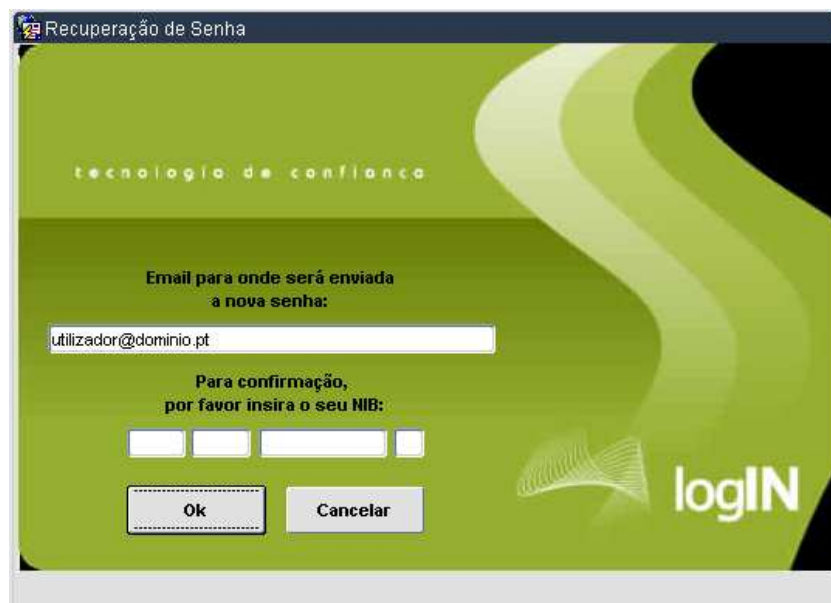 Recuperação de Senha
tecnologia de confiança
Email para onde será enviada
a nova senha:
utilizador@dominio.pt
Para confirmação,
por favor insira o seu NIB:
Ok
Cancelar
logIN